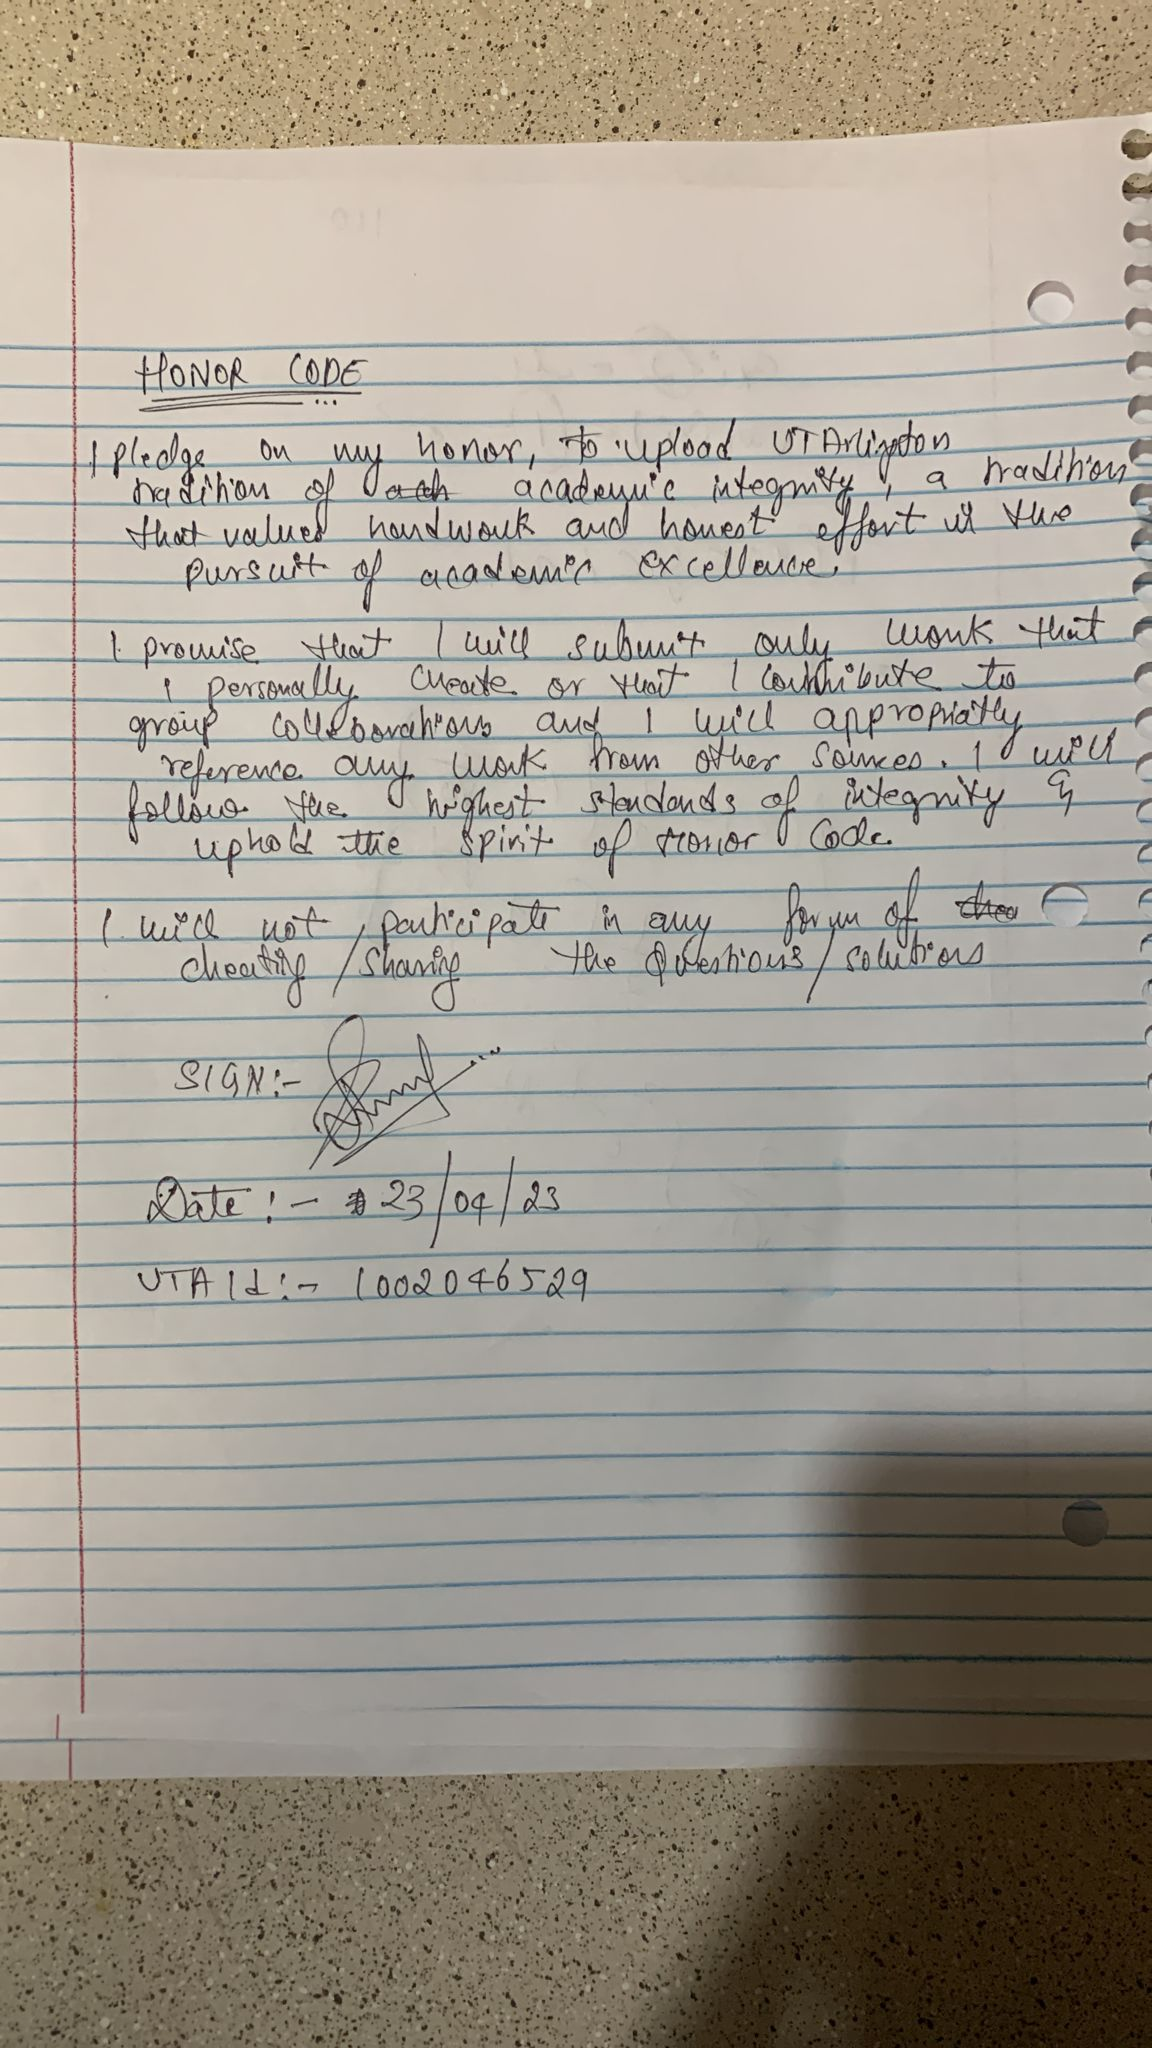 HONOR CODE
I pledge on my honor, to upload UT Arlington
tradition of acade academic integrity, a tradition
that values hardwork and honest effort in the
pursuit of academic excellence.
I promise that I will submit only work that
I personally create or that I contribute to
group collaborations and I will appropriatly
reference any work from other sources. I will
follow the highest standards of integrity &
uphold the spirit of Honor Code.
I will not participate in any form of
cheating / sharing the Questions / solutions
SIGN:-
Date:- 23/04/23
UTA Id:- 1002046529